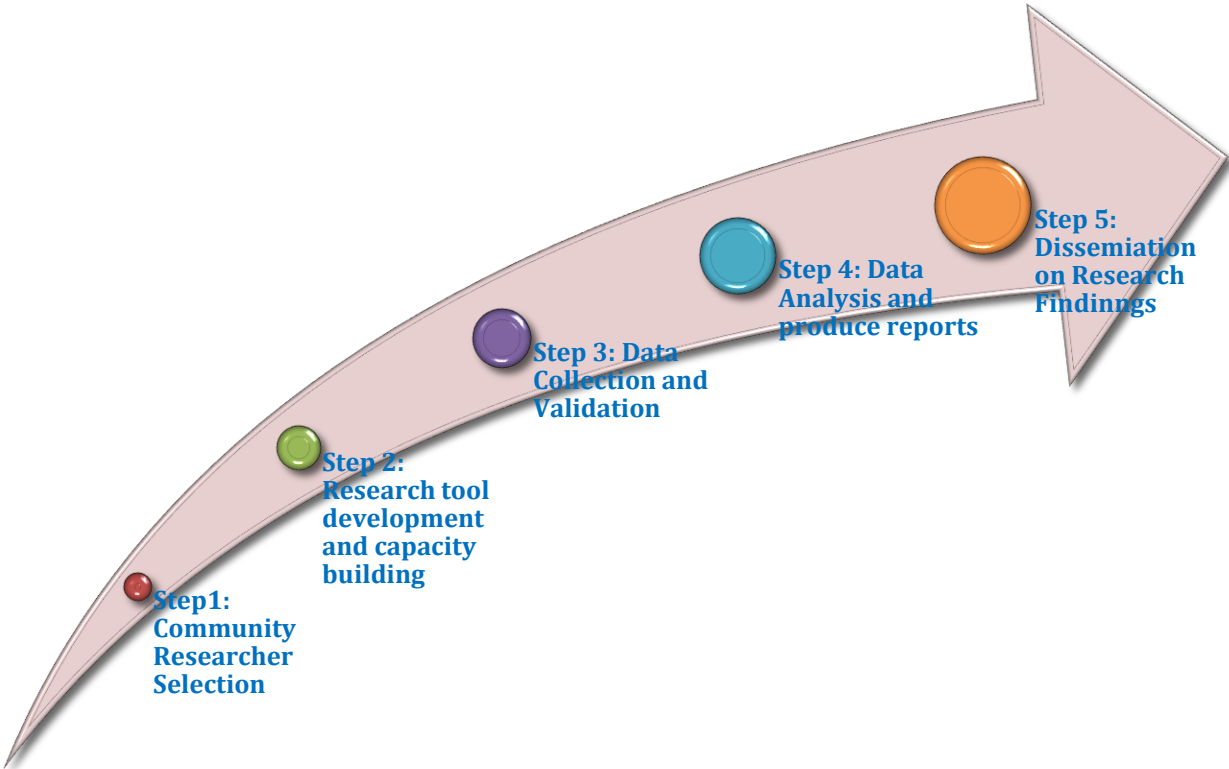 Step1:
Community
Researcher
Selection
Step 2:
Research tool
development
and capacity
building
Step 3: Data
Collection and
Validation
Step 4: Data
Analysis and
produce reports
Step 5:
Dissemiation
on Research
Findinngs